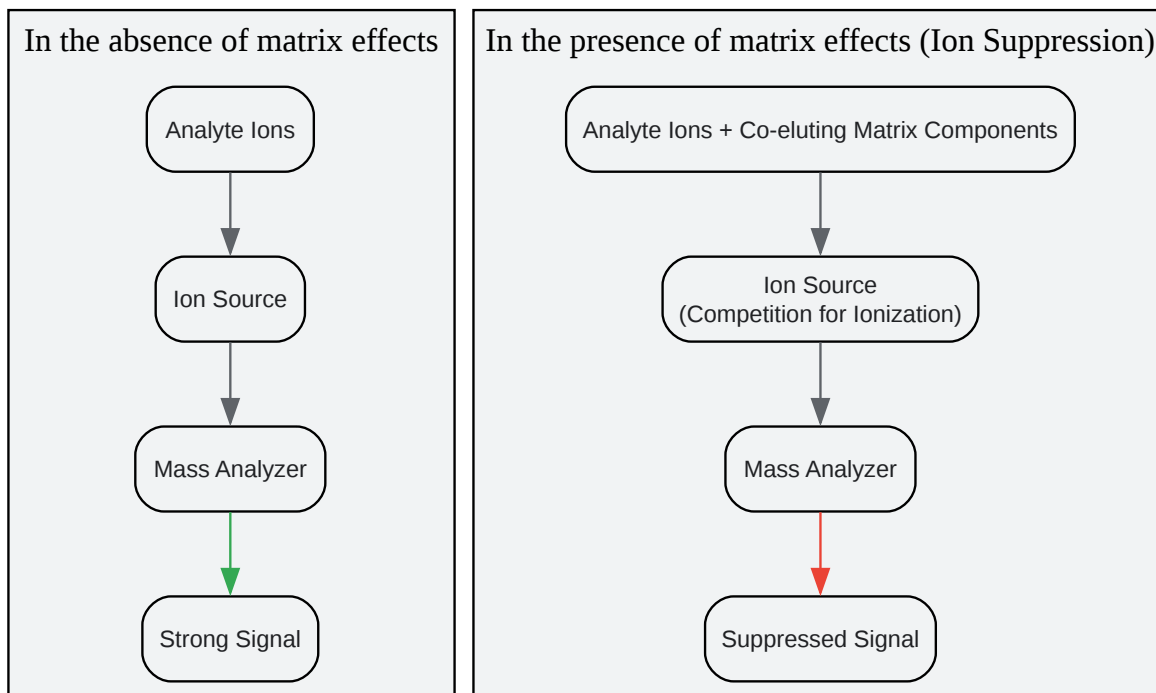 In the absence of matrix effects
Analyte Ions
Ion Source
Mass Analyzer
Strong Signal
In the presence of matrix effects (Ion Suppression)
Analyte Ions + Co-eluting Matrix Components
Ion Source
(Competition for Ionization)
Mass Analyzer
Suppressed Signal